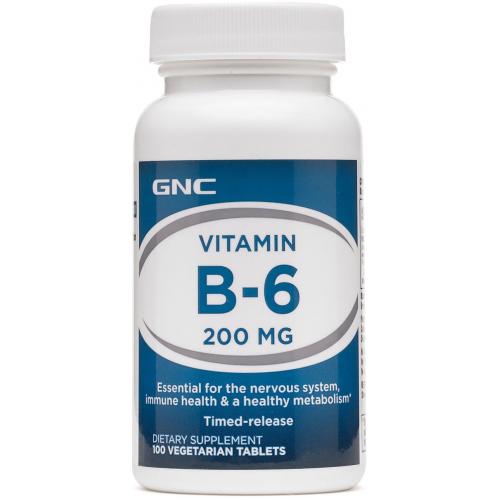 GNC
VITAMIN
B-6
200 MG
Essential for the nervous system,
immune health & a healthy metabolism*
Timed-release
DIETARY SUPPLEMENT
100 VEGETARIAN TABLETS